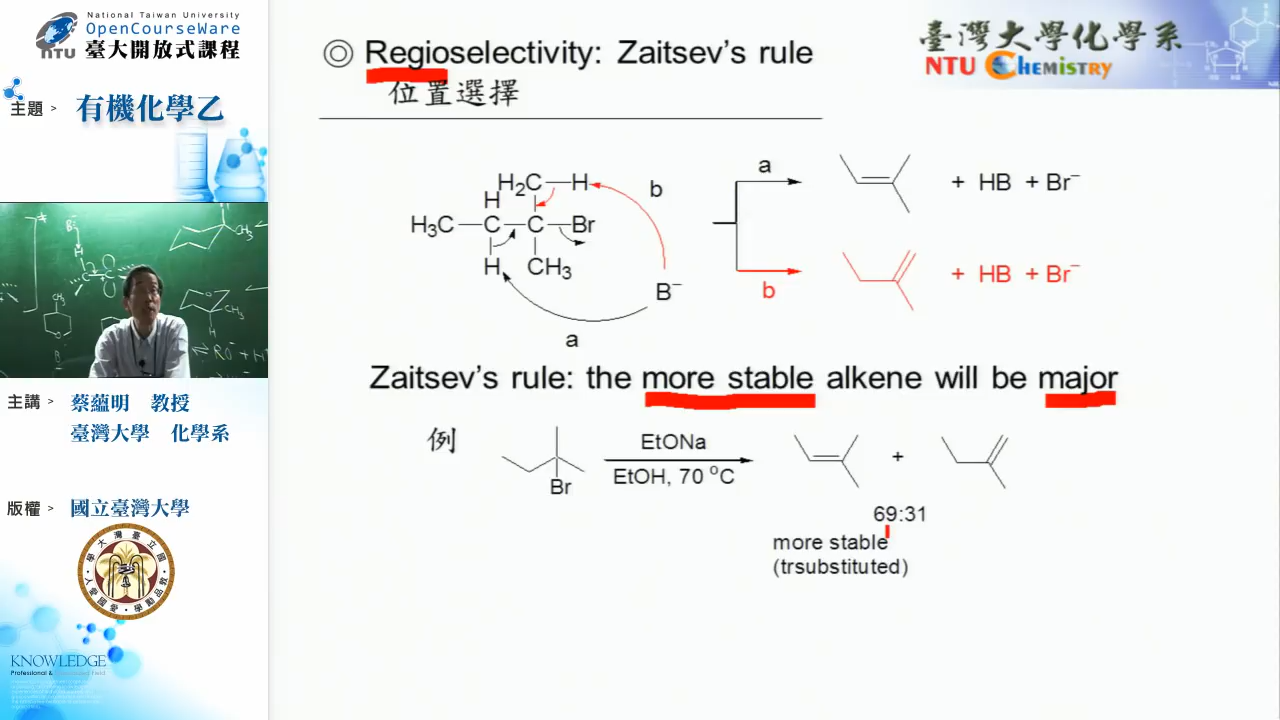 National Taiwan University
OpenCourseWare
NTU 臺大開放式課程
主題 > 有機化學乙
主講 > 蔡蘊明 教授
臺灣大學 化學系
版權 > 國立臺灣大學
KNOWLEDGE
◎ Regioselectivity: Zaitsev's rule
位置選擇
臺灣大學化學系
NTU Chemistry
H₂C—H
b
H
H₃C—C—C—Br
H CH₃
B⁻
a
a
+ HB + Br⁻
b
+ HB + Br⁻
Zaitsev's rule: the more stable alkene will be major
例
Br
EtONa
EtOH, 70 °C
+
69:31
more stable
(trsubstituted)